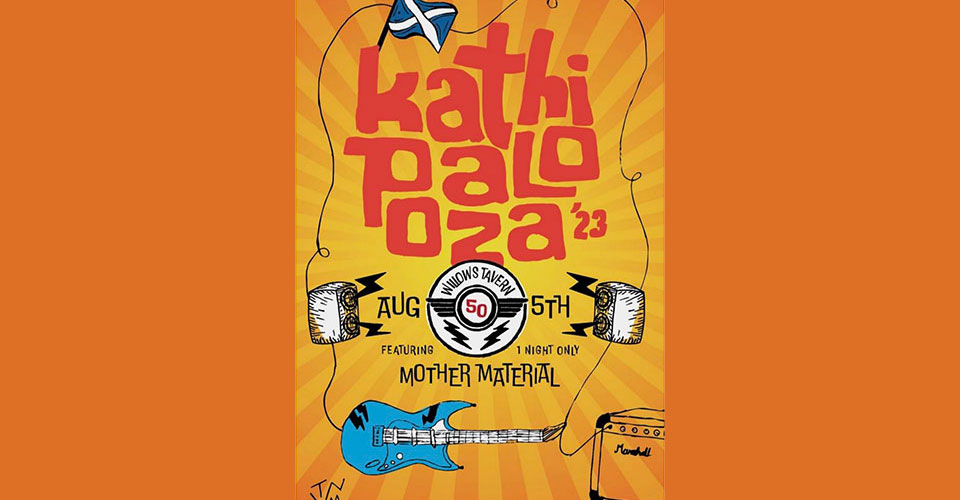 Kathi
Palo
oza '23
WILLOWS TAVERN
AUG 50 5TH
FEATURING 1 NIGHT ONLY
MOTHER MATERIAL
Marshall